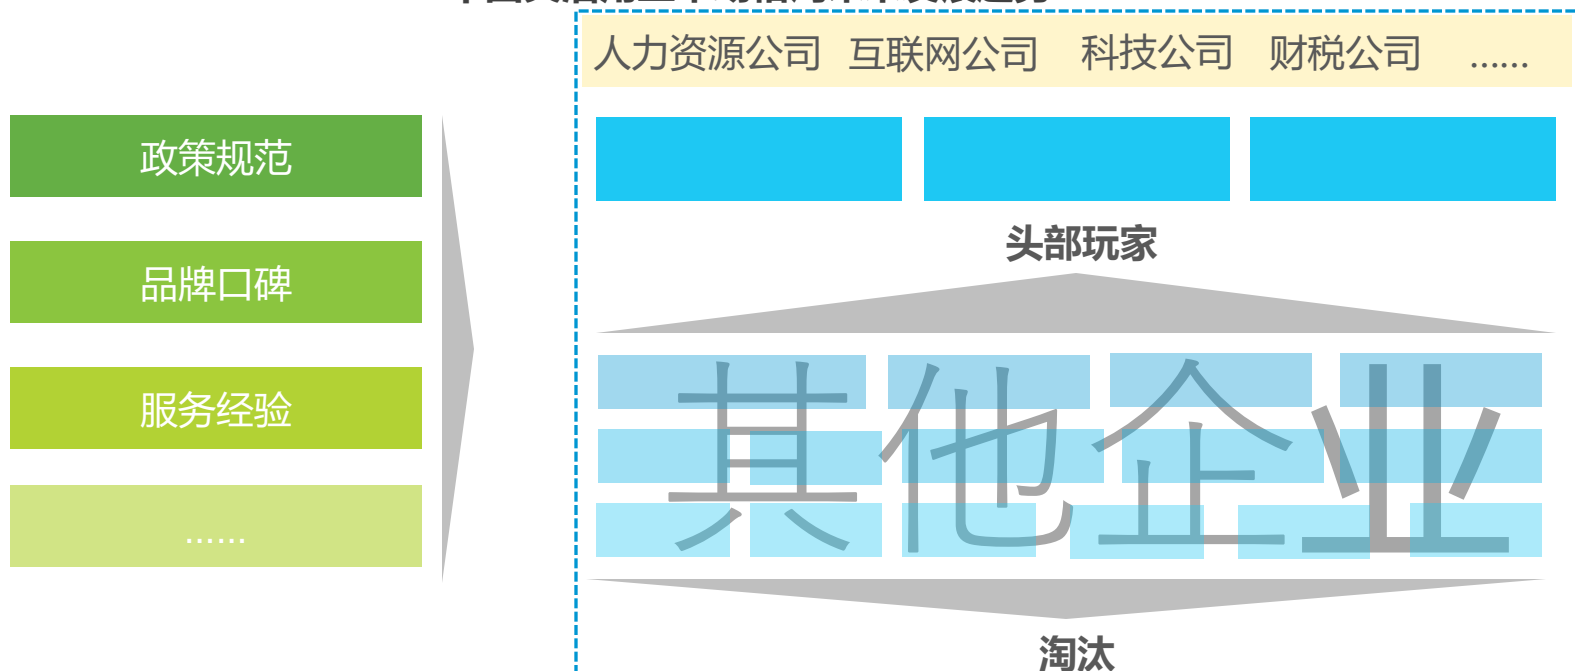 人力资源公司 互联网公司 科技公司 财税公司 ……
政策规范
品牌口碑
服务经验
……
头部玩家
其他企业
淘汰